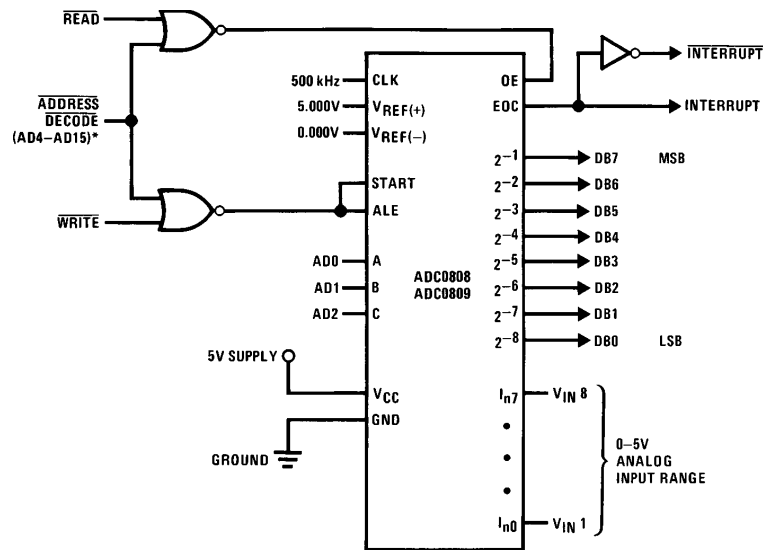 READ
ADDRESS
DECODE
(AD4–AD15)*
WRITE
500 kHz
5.000V
0.000V
AD0
AD1
AD2
5V SUPPLY
GROUND
CLK
VREF(+)
VREF(−)
START
ALE
A
B
C
VCC
GND
ADC0808
ADC0809
OE
EOC
2−1
2−2
2−3
2−4
2−5
2−6
2−7
2−8
In7
In0
INTERRUPT
INTERRUPT
DB7 MSB
DB6
DB5
DB4
DB3
DB2
DB1
DB0 LSB
VIN 8
0–5V
ANALOG
INPUT RANGE
VIN 1